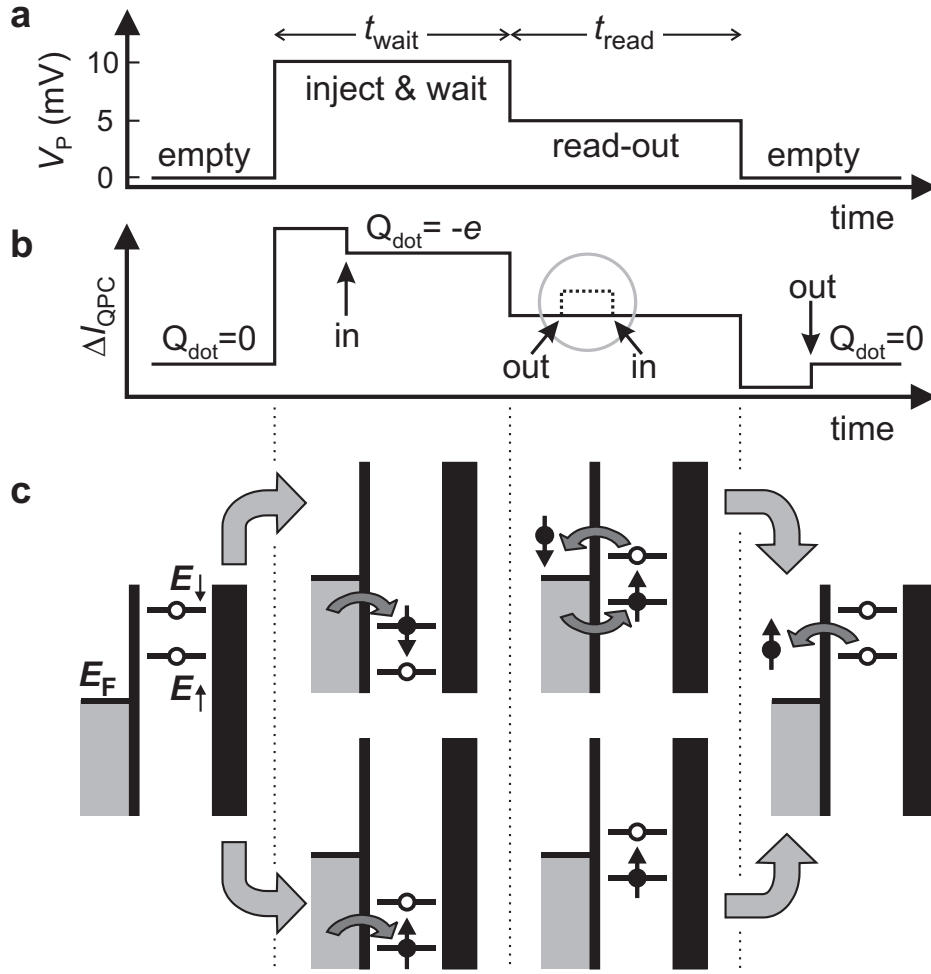 a
t_wait
t_read
V_P (mV)
10
5
0
empty
inject & wait
read-out
empty
time
b
ΔI_QPC
Q_dot=0
Q_dot= -e
in
out
in
out
Q_dot=0
time
c
E↓
E↑
E_F